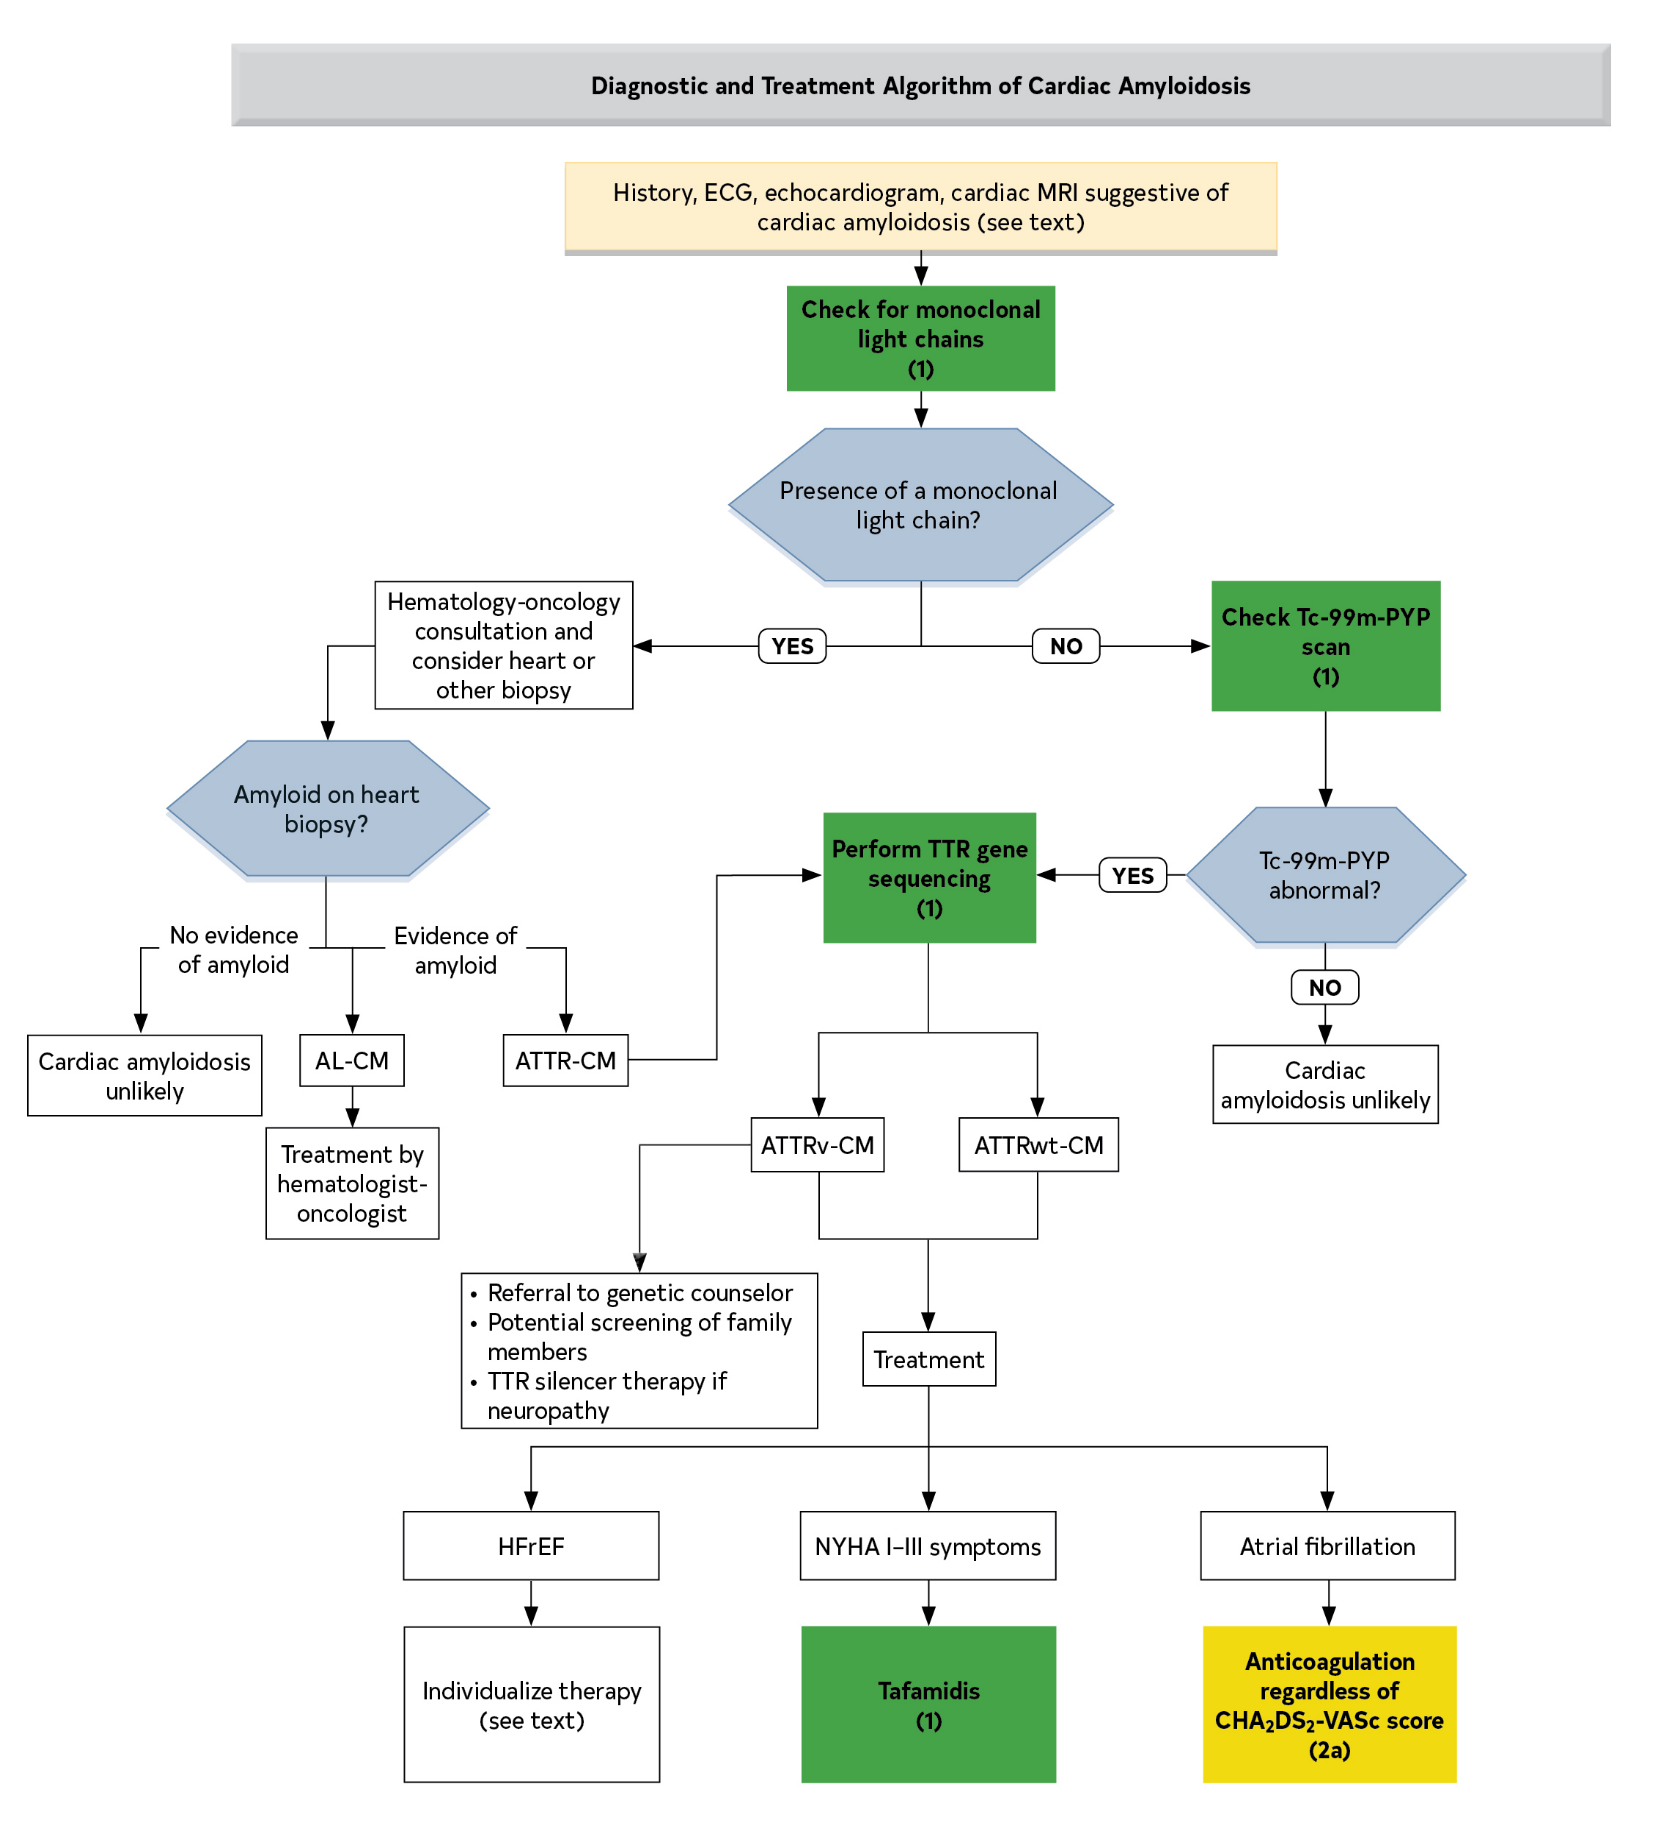 Diagnostic and Treatment Algorithm of Cardiac Amyloidosis
History, ECG, echocardiogram, cardiac MRI suggestive of
cardiac amyloidosis (see text)
Check for monoclonal
light chains
(1)
Presence of a monoclonal
light chain?
YES
NO
Hematology-oncology
consultation and
consider heart or
other biopsy
Check Tc-99m-PYP
scan
(1)
Amyloid on heart
biopsy?
Perform TTR gene
sequencing
(1)
YES
Tc-99m-PYP
abnormal?
No evidence
of amyloid
Evidence of
amyloid
NO
Cardiac amyloidosis
unlikely
AL-CM
ATTR-CM
Cardiac
amyloidosis unlikely
Treatment by
hematologist-
oncologist
ATTRv-CM
ATTRwt-CM
• Referral to genetic counselor
• Potential screening of family
members
• TTR silencer therapy if
neuropathy
Treatment
HFrEF
NYHA I–III symptoms
Atrial fibrillation
Individualize therapy
(see text)
Tafamidis
(1)
Anticoagulation
regardless of
CHA₂DS₂-VASc score
(2a)